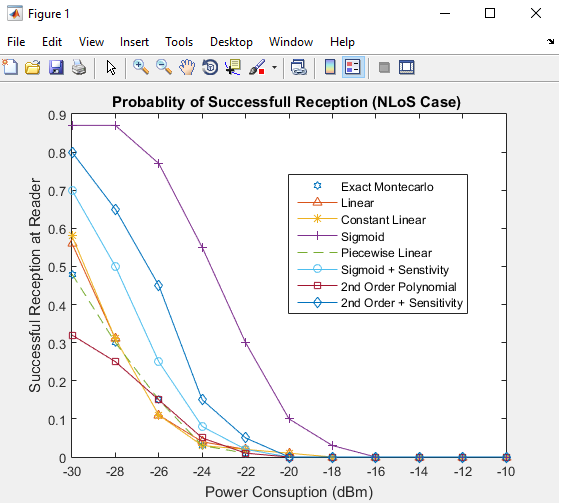 Figure 1
File Edit View Insert Tools Desktop Window Help
Probablity of Successfull Reception (NLoS Case)
Successful Reception at Reader
0.9
0.8
0.7
0.6
0.5
0.4
0.3
0.2
0.1
0
Exact Montecarlo
Linear
Constant Linear
Sigmoid
Piecewise Linear
Sigmoid + Senstivity
2nd Order Polynomial
2nd Order + Sensitivity
-30 -28 -26 -24 -22 -20 -18 -16 -14 -12 -10
Power Consuption (dBm)